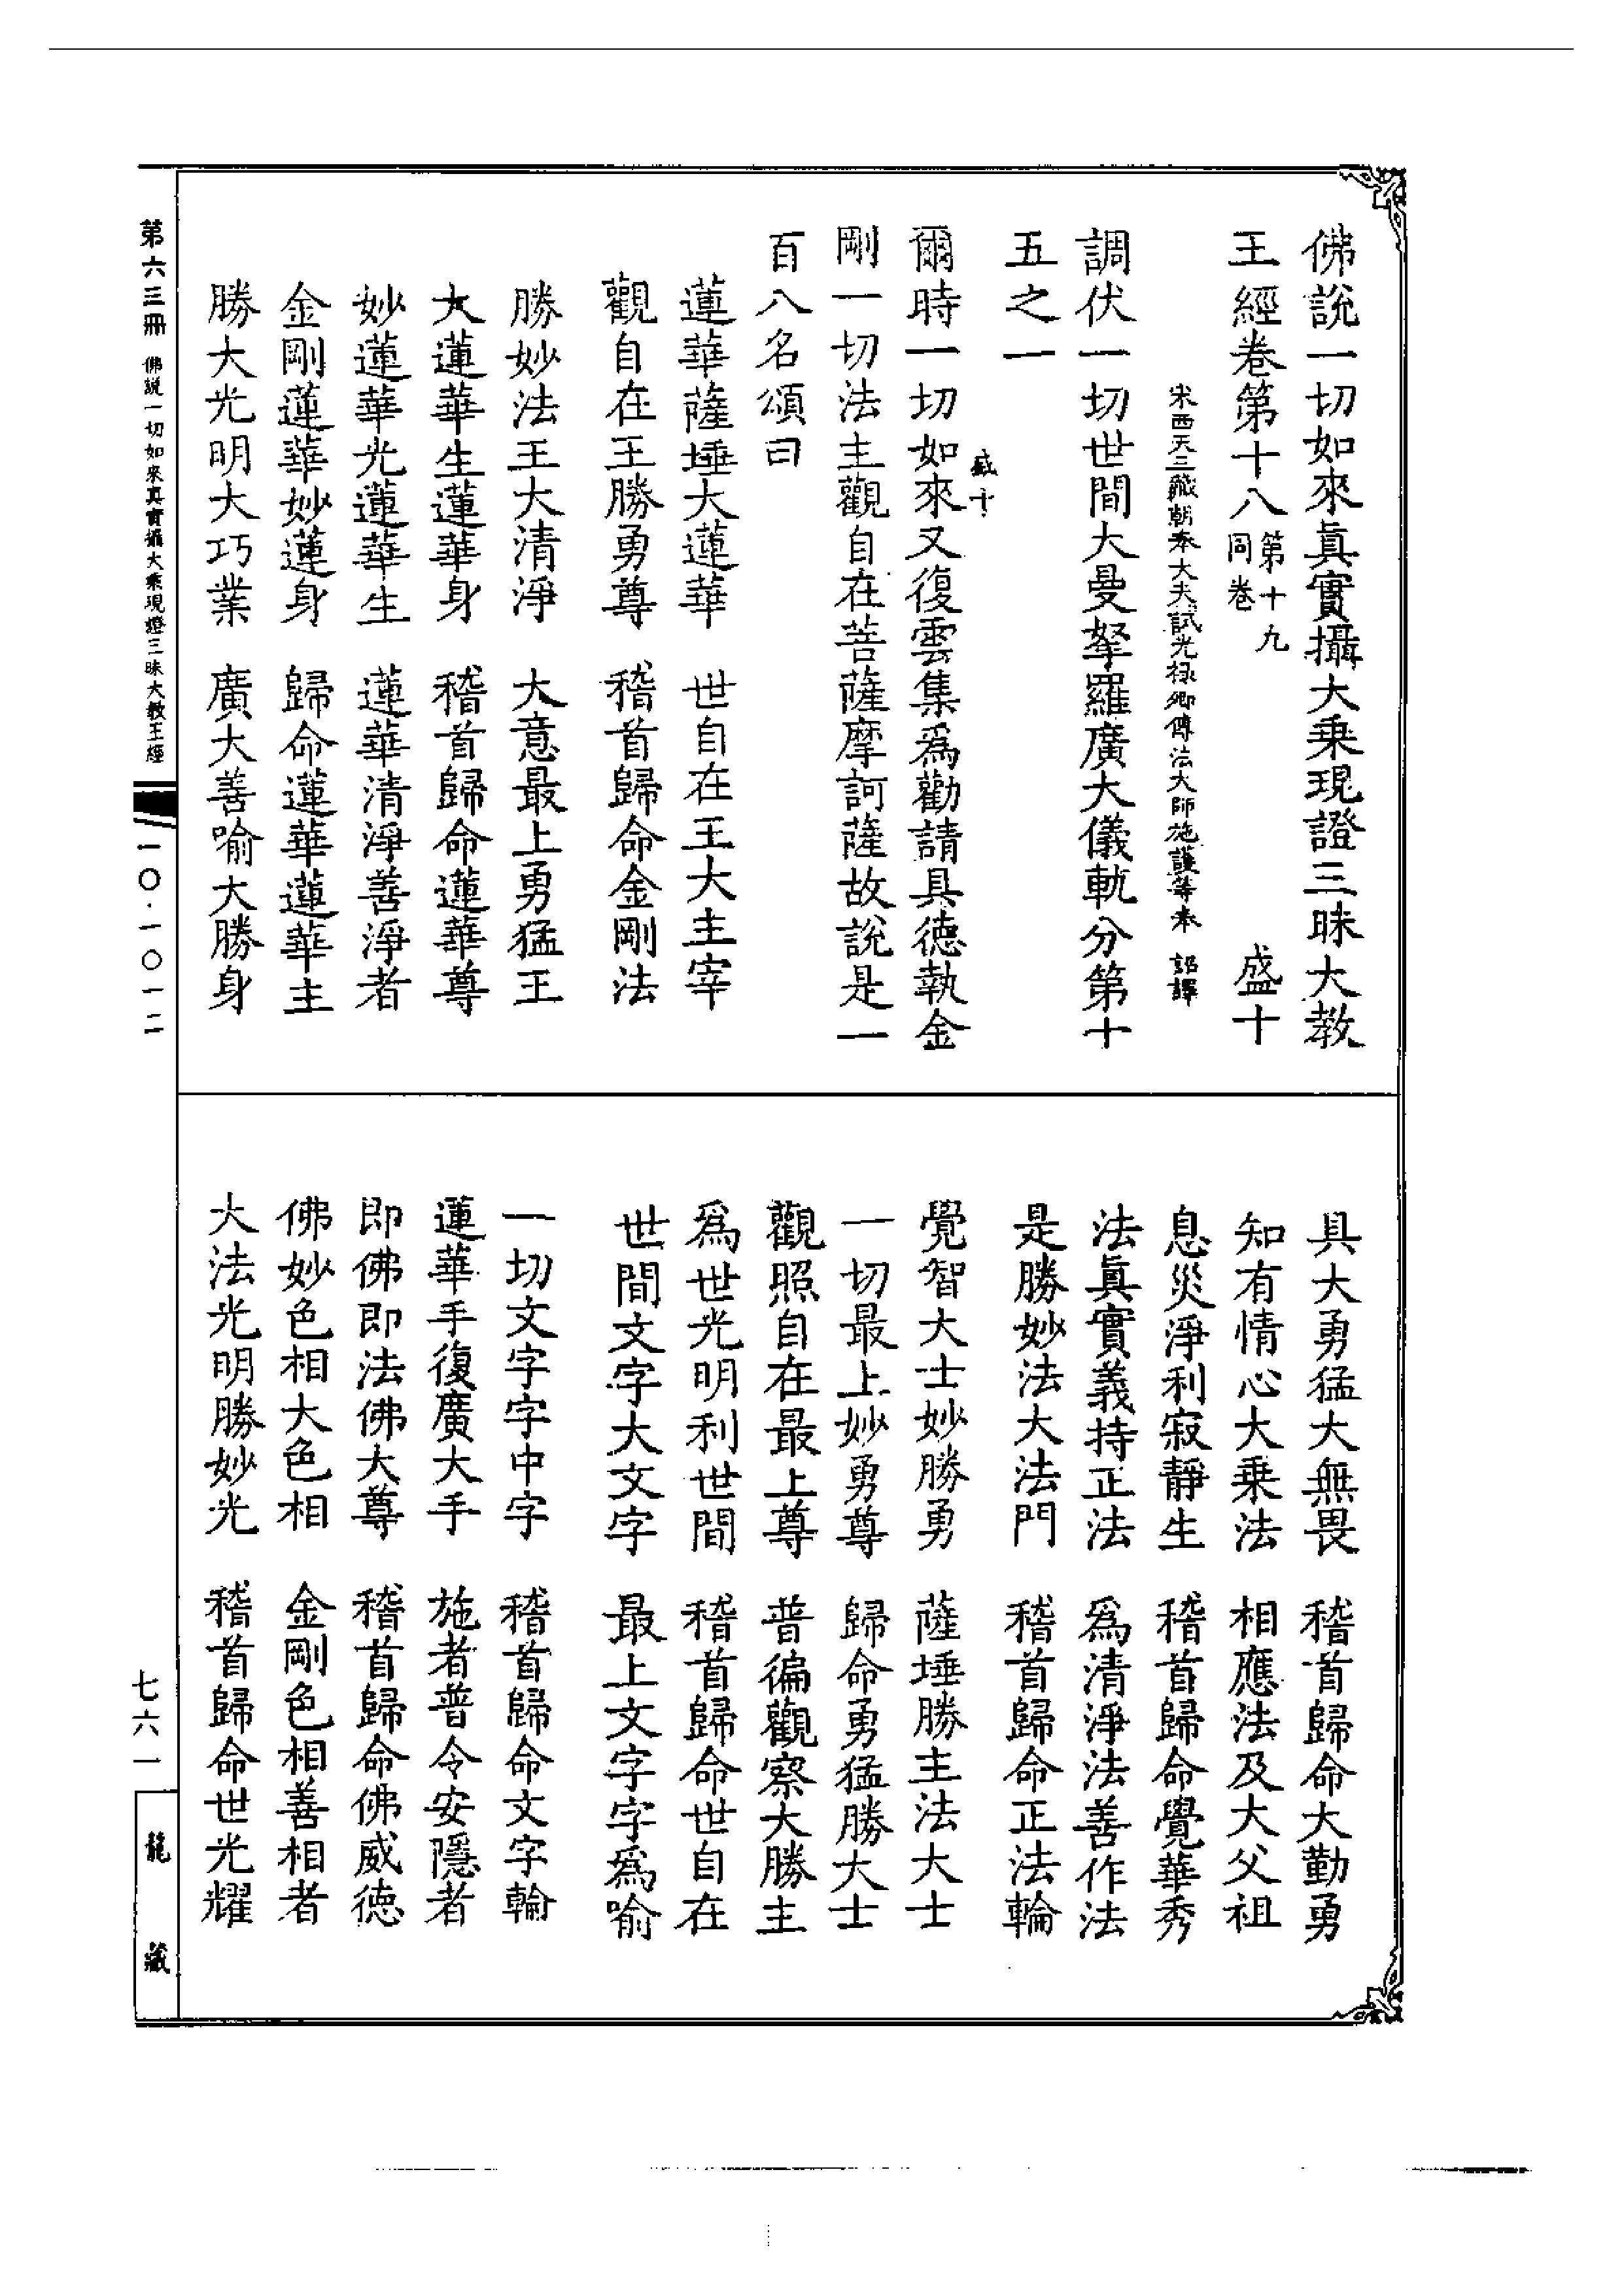 佛說一切如來真實攝大乘現證三昧大教
王經卷第十八 第十九同卷 盛十
宋西天三藏朝奉大夫試光祿卿傳法大師施護等奉 詔譯
調伏一切世間大曼拏羅廣大儀軌分第十
五之一
盛十
爾時一切如來又復雲集為勸請具德執金
剛一切法主觀自在菩薩摩訶薩故說是一
百八名頌曰
蓮華薩埵大蓮華 世自在王大主宰
觀自在王勝勇尊 稽首歸命金剛法
勝妙法王大清淨 大意最上勇猛王
大蓮華生蓮華身 稽首歸命蓮華尊
妙蓮華光蓮華生 蓮華清淨善淨者
金剛蓮華妙蓮身 歸命蓮華蓮華主
勝大光明大巧業 廣大善喻大勝身
具大勇猛大無畏 稽首歸命大勤勇
知有情心大乘法 相應法及大父祖
息災淨利寂靜生 稽首歸命覺華秀
法真實義持正法 為清淨法善作法
是勝妙法大法門 稽首歸命正法輪
覺智大士妙勝勇 薩埵勝主法大士
一切最上妙勇尊 歸命勇猛勝大士
觀照自在最上尊 普徧觀察大勝主
為世光明利世間 稽首歸命世自在
世間文字大文字 最上文字字為喻
一切文字字中字 稽首歸命文字輪
蓮華手復廣大手 施者普令安隱者
即佛即法佛大尊 稽首歸命佛威德
佛妙色相大色相 金剛色相善相者
大法光明勝妙光 稽首歸命世光耀
第六三冊 佛說一切如來真實攝大乘現證三昧大教王經
一〇·一〇一二
七六一
龍藏